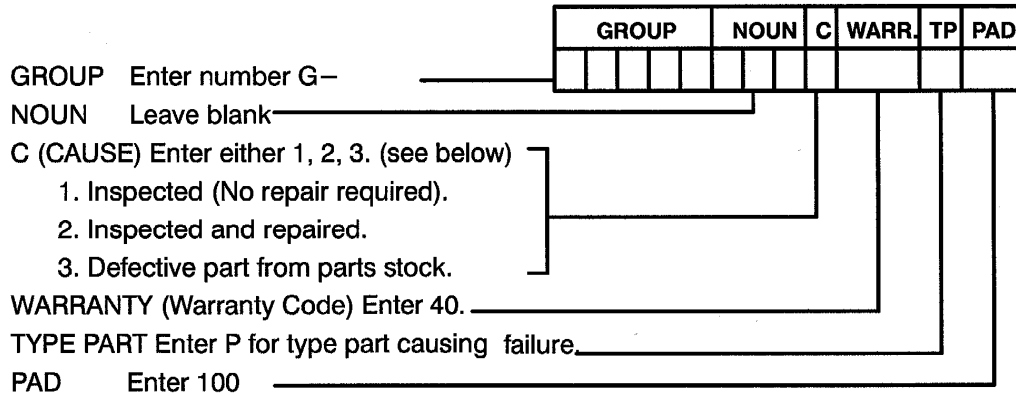 GROUP NOUN C WARR. TP PAD
GROUP Enter number G–
NOUN Leave blank
C (CAUSE) Enter either 1, 2, 3. (see below)
1. Inspected (No repair required).
2. Inspected and repaired.
3. Defective part from parts stock.
WARRANTY (Warranty Code) Enter 40.
TYPE PART Enter P for type part causing failure.
PAD Enter 100